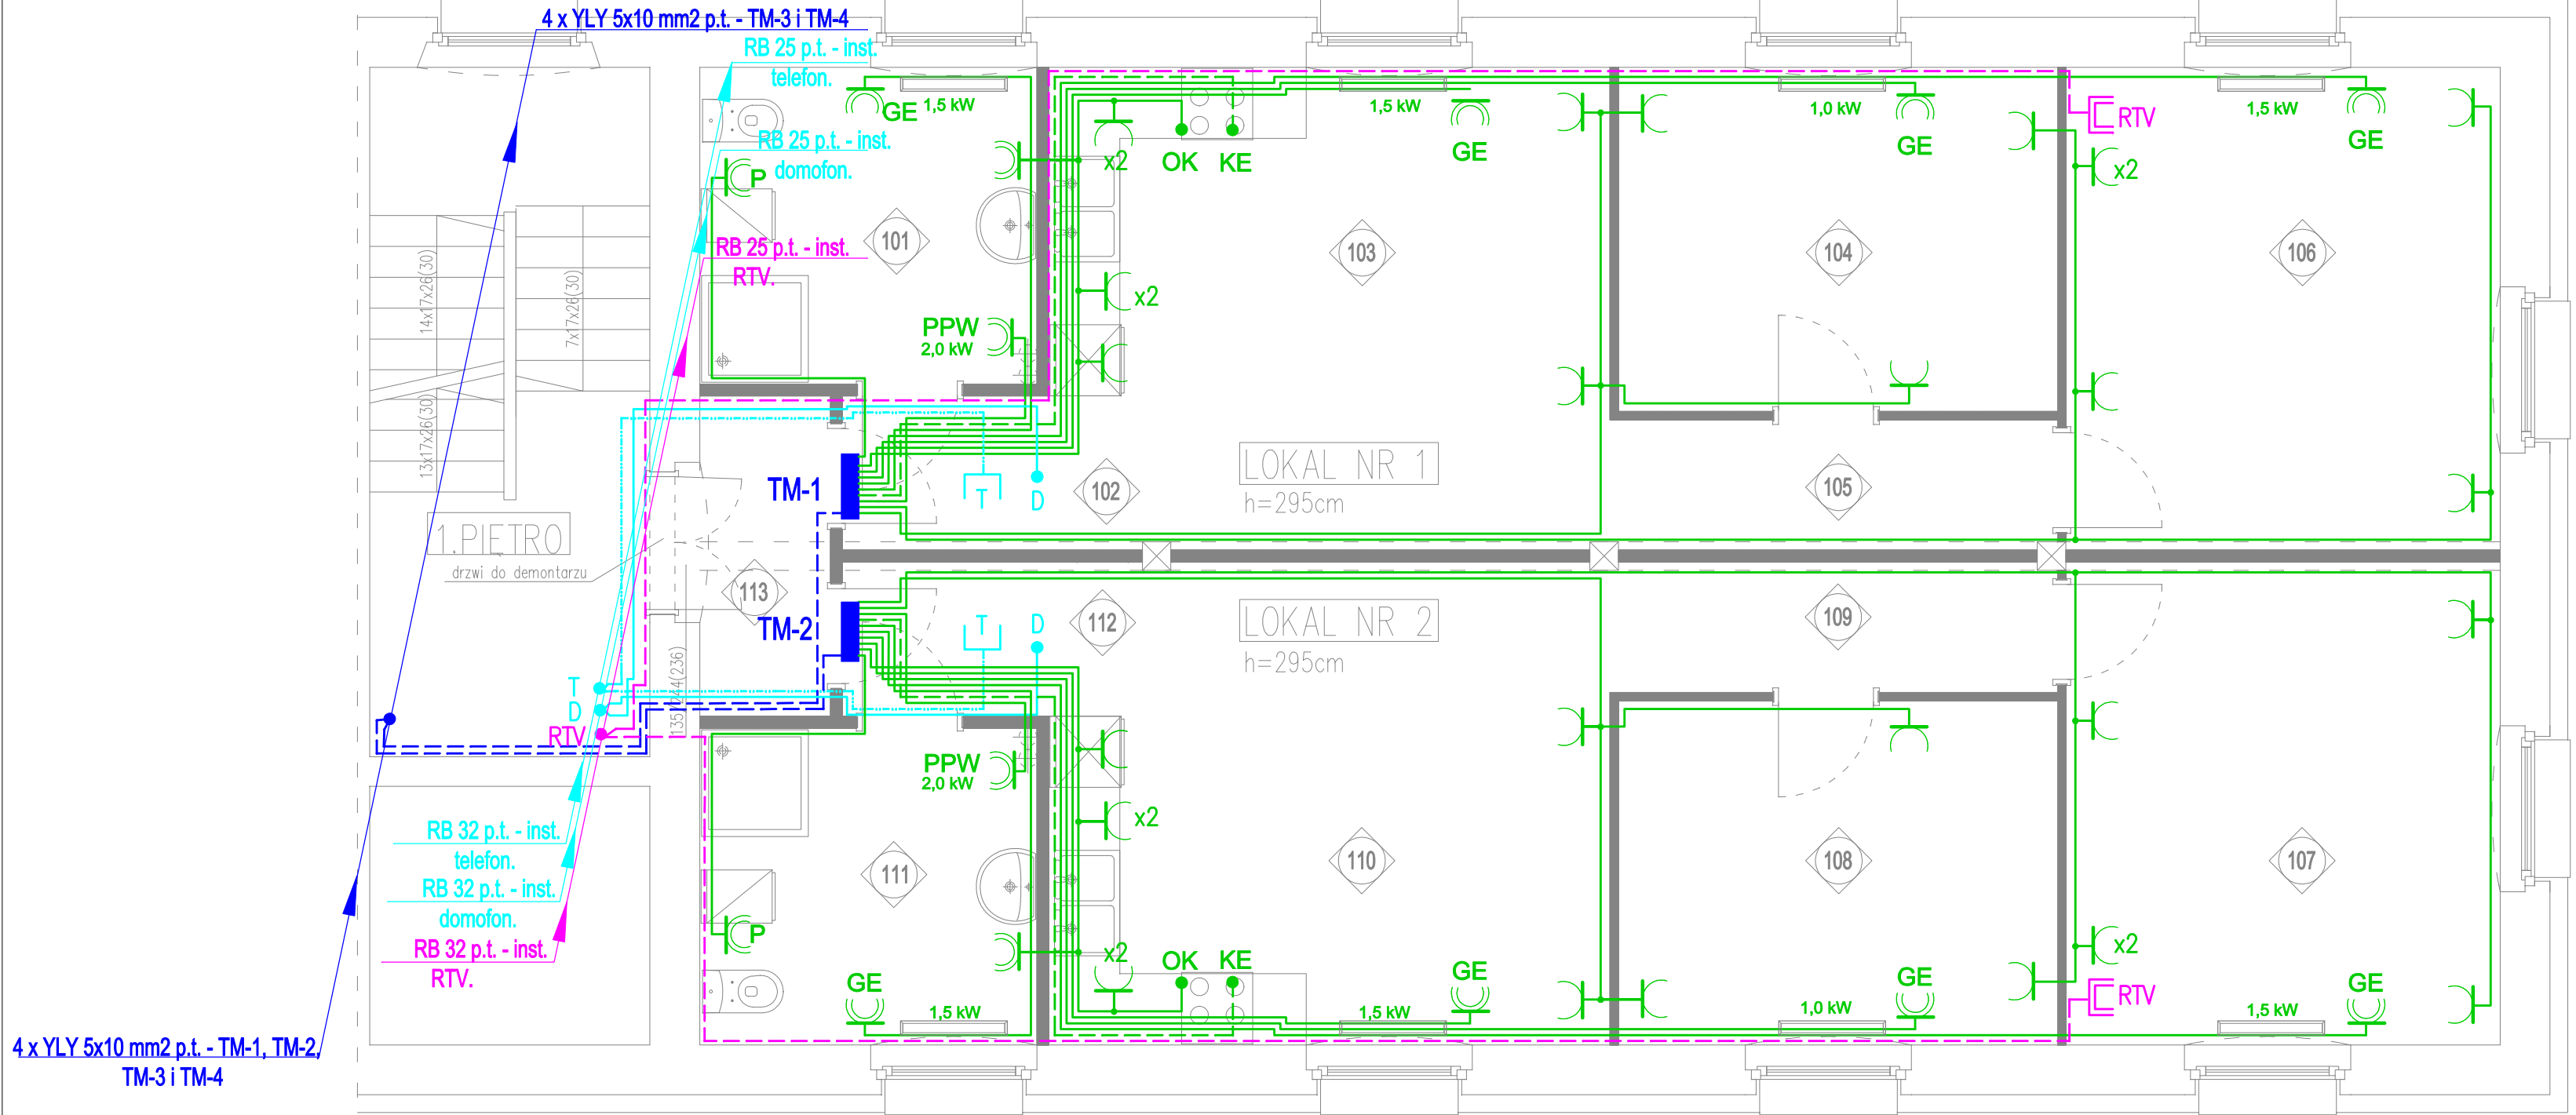 4 x YLY 5x10 mm2 p.t. - TM-3 i TM-4
RB 25 p.t. - inst.
telefon.
RB 25 p.t. - inst.
domofon.
RB 25 p.t. - inst.
RTV.
GE
1,5 kW
P
101
PPW
2,0 kW
x2
x2
OK
KE
1,5 kW
GE
103
1,0 kW
GE
104
RTV
x2
1,5 kW
GE
106
14x17x26(30)
7x17x26(30)
13x17x26(30)
1.PIETRO
drzwi do demontarzu
TM-1
T
D
102
LOKAL NR 1
h=295cm
105
113
TM-2
T
D
112
LOKAL NR 2
h=295cm
109
T
D
RTV
135x244(236)
PPW
2,0 kW
x2
RB 32 p.t. - inst.
telefon.
RB 32 p.t. - inst.
domofon.
RB 32 p.t. - inst.
RTV.
111
P
GE
1,5 kW
x2
OK
KE
110
1,5 kW
GE
108
1,0 kW
GE
107
x2
RTV
1,5 kW
GE
4 x YLY 5x10 mm2 p.t. - TM-1, TM-2,
TM-3 i TM-4